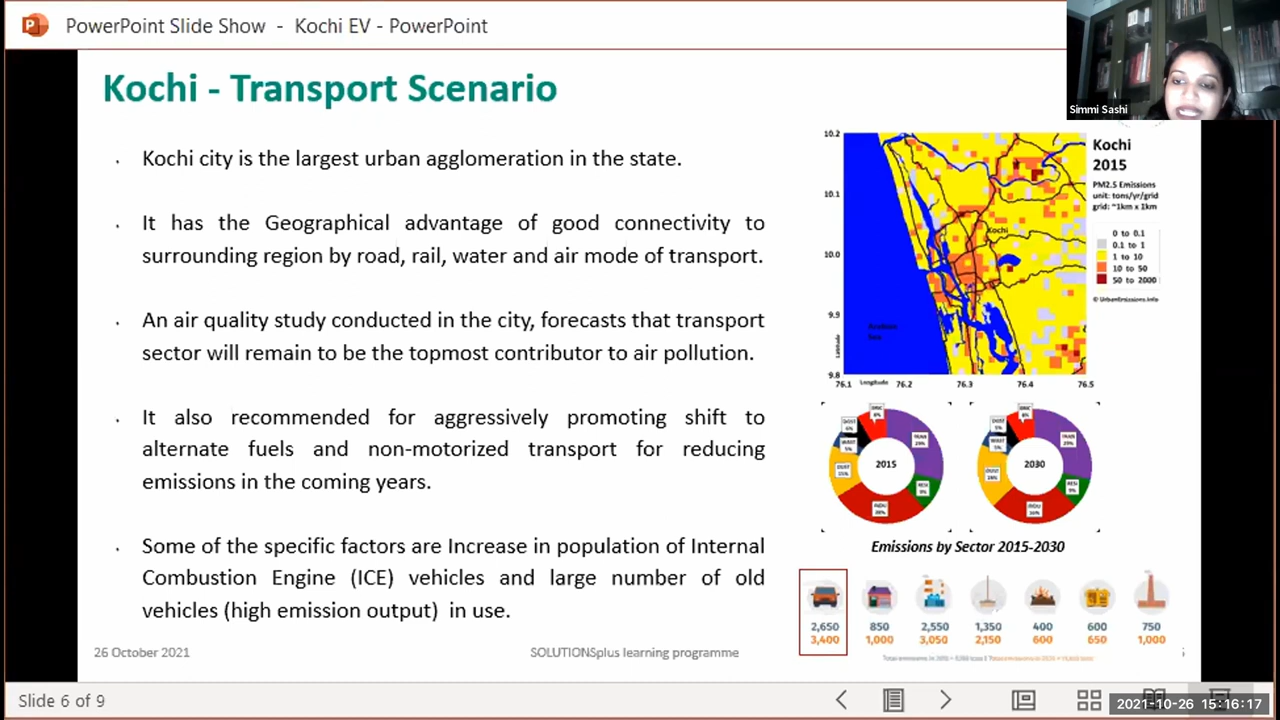 PowerPoint Slide Show - Kochi EV - PowerPoint
Simmi Sashi
Kochi - Transport Scenario
Kochi city is the largest urban agglomeration in the state.
It has the Geographical advantage of good connectivity to
surrounding region by road, rail, water and air mode of transport.
An air quality study conducted in the city, forecasts that transport
sector will remain to be the topmost contributor to air pollution.
It also recommended for aggressively promoting shift to
alternate fuels and non-motorized transport for reducing
emissions in the coming years.
Some of the specific factors are Increase in population of Internal
Combustion Engine (ICE) vehicles and large number of old
vehicles (high emission output) in use.
10.2
10.1
10.0
9.9
9.8
Latitude
76.1 Longitude 76.2 76.3 76.4 76.5
Kochi
Arabian
Sea
Kochi
2015
PM2.5 Emissions
unit: tons/yr/grid
grid: ~1km x 1km
0 to 0.1
0.1 to 1
1 to 10
10 to 50
50 to 2000
© UrbanEmissions.Info
2015
2030
Emissions by Sector 2015-2030
2,650 850 2,550 1,350 400 600 750
3,400 1,000 3,050 2,150 600 650 1,000
26 October 2021
SOLUTIONSplus learning programme
Slide 6 of 9
2021-10-26 15:16:17